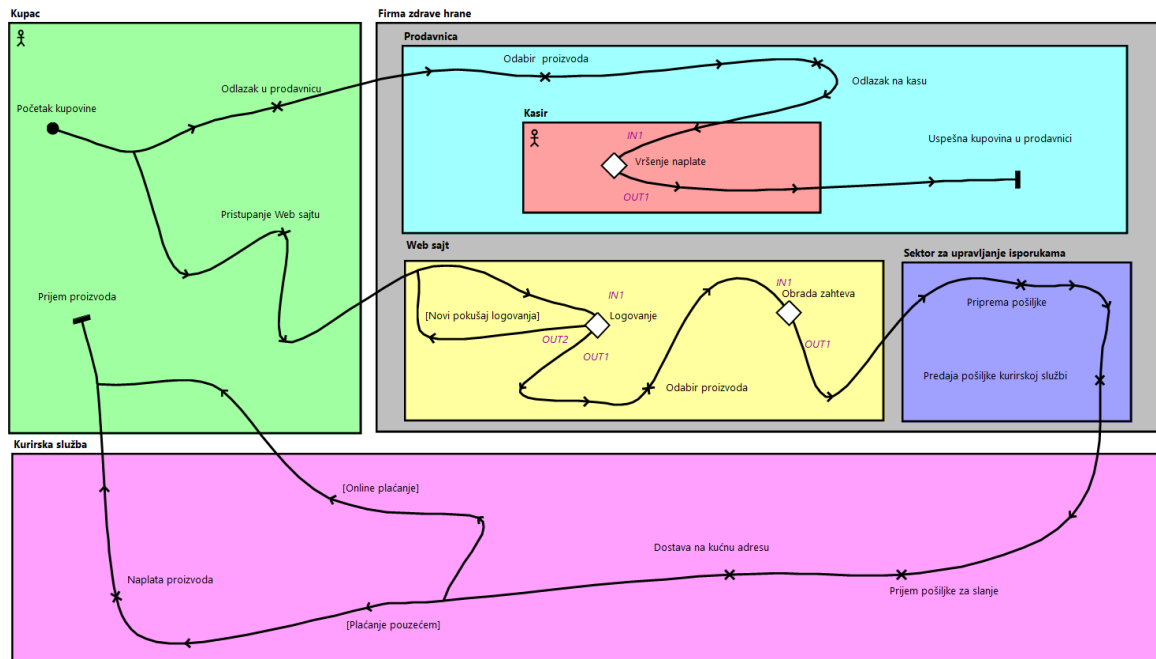 Kupac
Firma zdrave hrane
Prodavnica
Odabir proizvoda
Odlazak u prodavnicu
Odlazak na kasu
Početak kupovine
Kasir
IN1
Uspešna kupovina u prodavnici
Vršenje naplate
OUT1
Pristupanje Web sajtu
Web sajt
Sektor za upravljanje isporukama
Prijem proizvoda
IN1
IN1
Obrada zahteva
Priprema pošiljke
[Novi pokušaj logovanja]
Logovanje
OUT2
OUT1
OUT1
Odabir proizvoda
Predaja pošiljke kurirskoj službi
Kurirska služba
[Online plaćanje]
Dostava na kućnu adresu
Naplata proizvoda
Prijem pošiljke za slanje
[Plaćanje pouzećem]